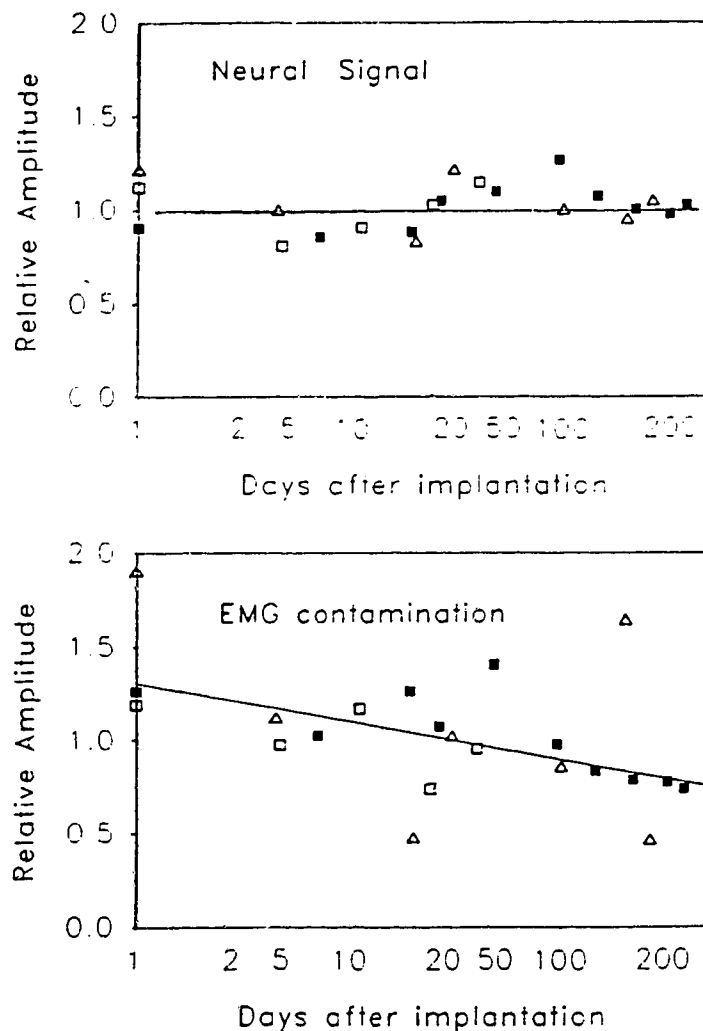 2.0
Neural Signal
1.5
1.0
0.5
0.0
Relative Amplitude
1 2 5 10 20 50 100 200
Days after implantation
2.0
EMG contamination
1.5
1.0
0.5
0.0
Relative Amplitude
1 2 5 10 20 50 100 200
Days after implantation